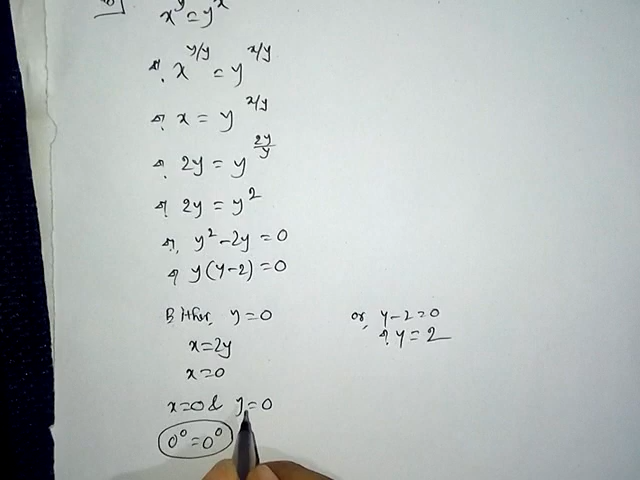 x^y = y^x
বা, x^{y/y} = y^{x/y}
বা, x = y^{x/y}
বা, 2y = y^{2y/y}
বা 2y = y^2
বা, y^2 - 2y = 0
বা y(y-2) = 0
Either, y = 0
or, y - 2 = 0
বা, y = 2
x = 2y
x = 0
x = 0 & y = 0
0^0 = 0^0